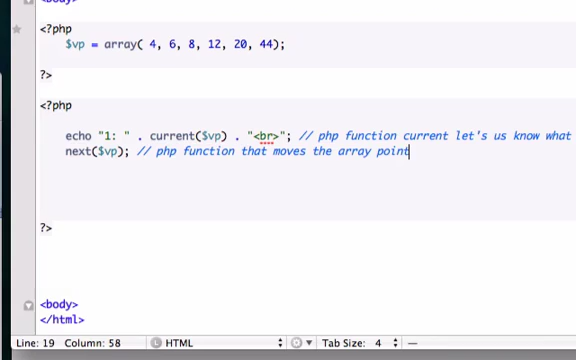 <body>
<?php
$vp = array( 4, 6, 8, 12, 20, 44);
?>
<?php
echo "1: " . current($vp) . "<br>"; // php function current let's us know what
next($vp); // php function that moves the array point
?>
<body>
</html>
Line: 19 Column: 58 L HTML Tab Size: 4 —